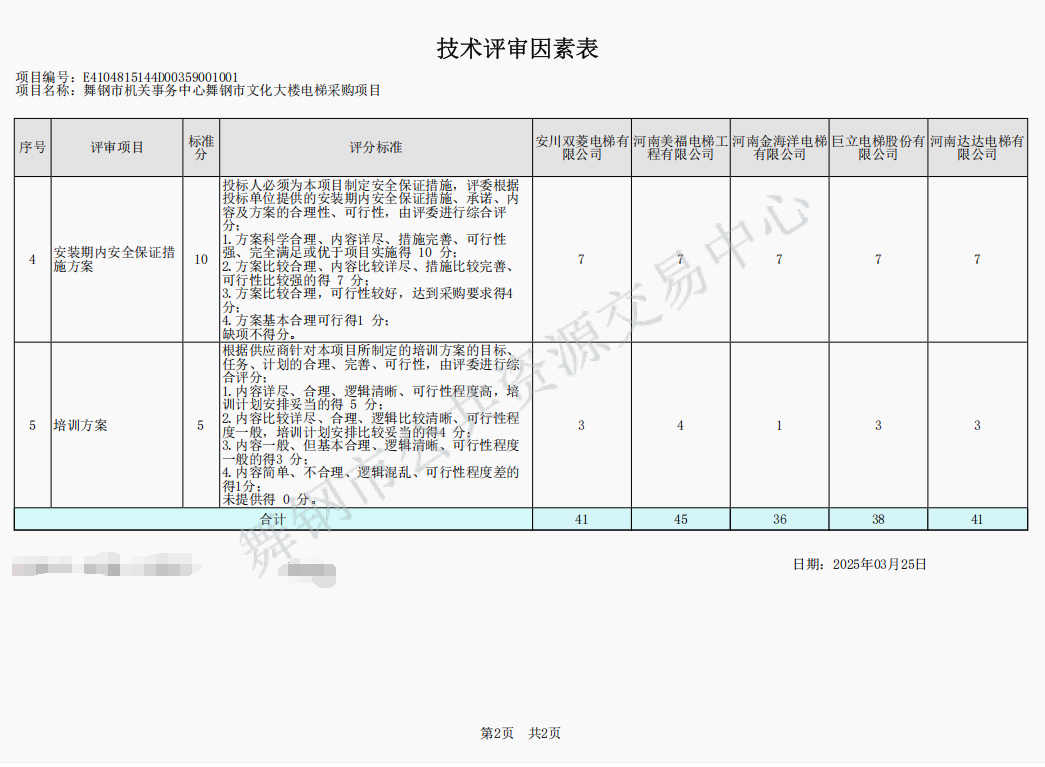 技术评审因素表
项目编号：E4104815144D00359001001
项目名称：舞钢市机关事务中心舞钢市文化大楼电梯采购项目
序号
评审项目
标准
分
评分标准
安川双菱电梯有
限公司
河南美福电梯工
程有限公司
河南金海洋电梯
有限公司
巨立电梯股份有
限公司
河南达达电梯有
限公司
4
安装期内安全保证措
施方案
10
投标人必须为本项目制定安全保证措施，评委根据
投标单位提供的安装期内安全保证措施、承诺、内
容及方案的合理性、可行性，由评委进行综合评
分；
1.方案科学合理、内容详尽、措施完善、可行性
强、完全满足或优于项目实施得 10 分；
2.方案比较合理、内容比较详尽、措施比较完善、
可行性比较强的得 7 分；
3.方案比较合理，可行性较好，达到采购要求得4
分；
4.方案基本合理可行得1 分；
缺项不得分。
7
7
7
7
7
5
培训方案
5
根据供应商针对本项目所制定的培训方案的目标、
任务、计划的合理、完善、可行性，由评委进行综
合评分；
1.内容详尽、合理、逻辑清晰、可行性程度高，培
训计划安排妥当的得 5 分；
2.内容比较详尽、合理、逻辑比较清晰、可行性程
度一般，培训计划安排比较妥当的得4 分；
3.内容一般、但基本合理、逻辑清晰、可行性程度
一般的得3 分；
4.内容简单、不合理、逻辑混乱、可行性程度差的
得1分；
未提供得 0 分。
3
4
1
3
3
合计
41
45
36
38
41
日期：2025年03月25日
舞钢市公共资源交易中心
第2页 共2页